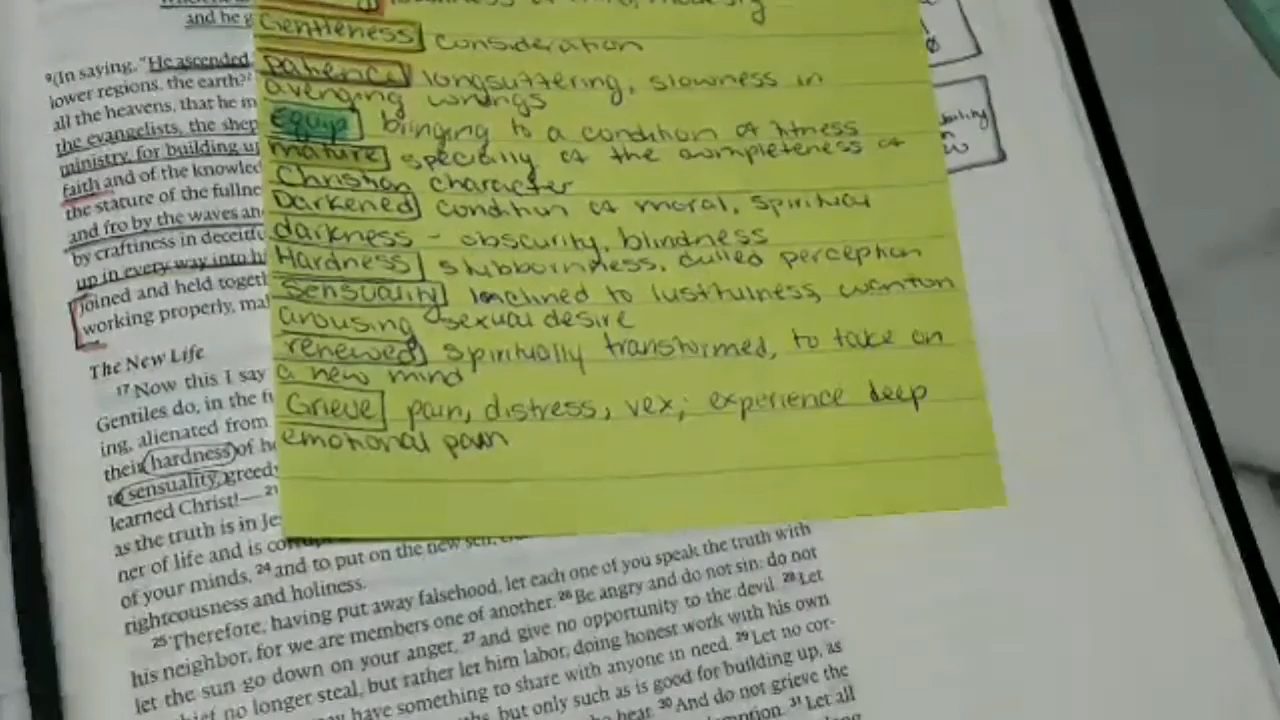 and he g
9(In saying, "He ascended
lower regions, the earth?
all the heavens, that he m
the evangelists, the shep
ministry, for building up
faith and of the knowle
the stature of the fullne
and fro by the waves an
by craftiness in deceitfu
up in every way into h
joined and held togeth
working properly, ma
The New Life
17 Now this I say
Gentiles do, in the fu
ing, alienated from
their hardness of he
to sensuality, greed
learned Christ!— 21
as the truth is in Je
ner of life and is corrupt
of your minds, 24 and to put on the new self,
righteousness and holiness.
25 Therefore, having put away falsehood, let each one of you speak the truth with
his neighbor, for we are members one of another. 26 Be angry and do not sin; do not
let the sun go down on your anger, 27 and give no opportunity to the devil. 28 Let
no longer steal, but rather let him labor, doing honest work with his own
have something to share with anyone in need. 29 Let no cor-
but only such as is good for building up, as
hear. 30 And do not grieve the
31 Let all
Gentleness consideration
patience longsuffering, slowness in
avenging wrongs
equip bringing to a condition of fitness
mature specially of the completeness of
Christian character
Darkened condition of moral, spiritual
darkness - obscurity, blindness
Hardness stubbornness, dulled perception
Sensuality inclined to lustfulness, wanton
arousing sexual desire
renewed spiritually transformed, to take on
a new mind
Grieve pain, distress, vex; experience deep
emotional pain